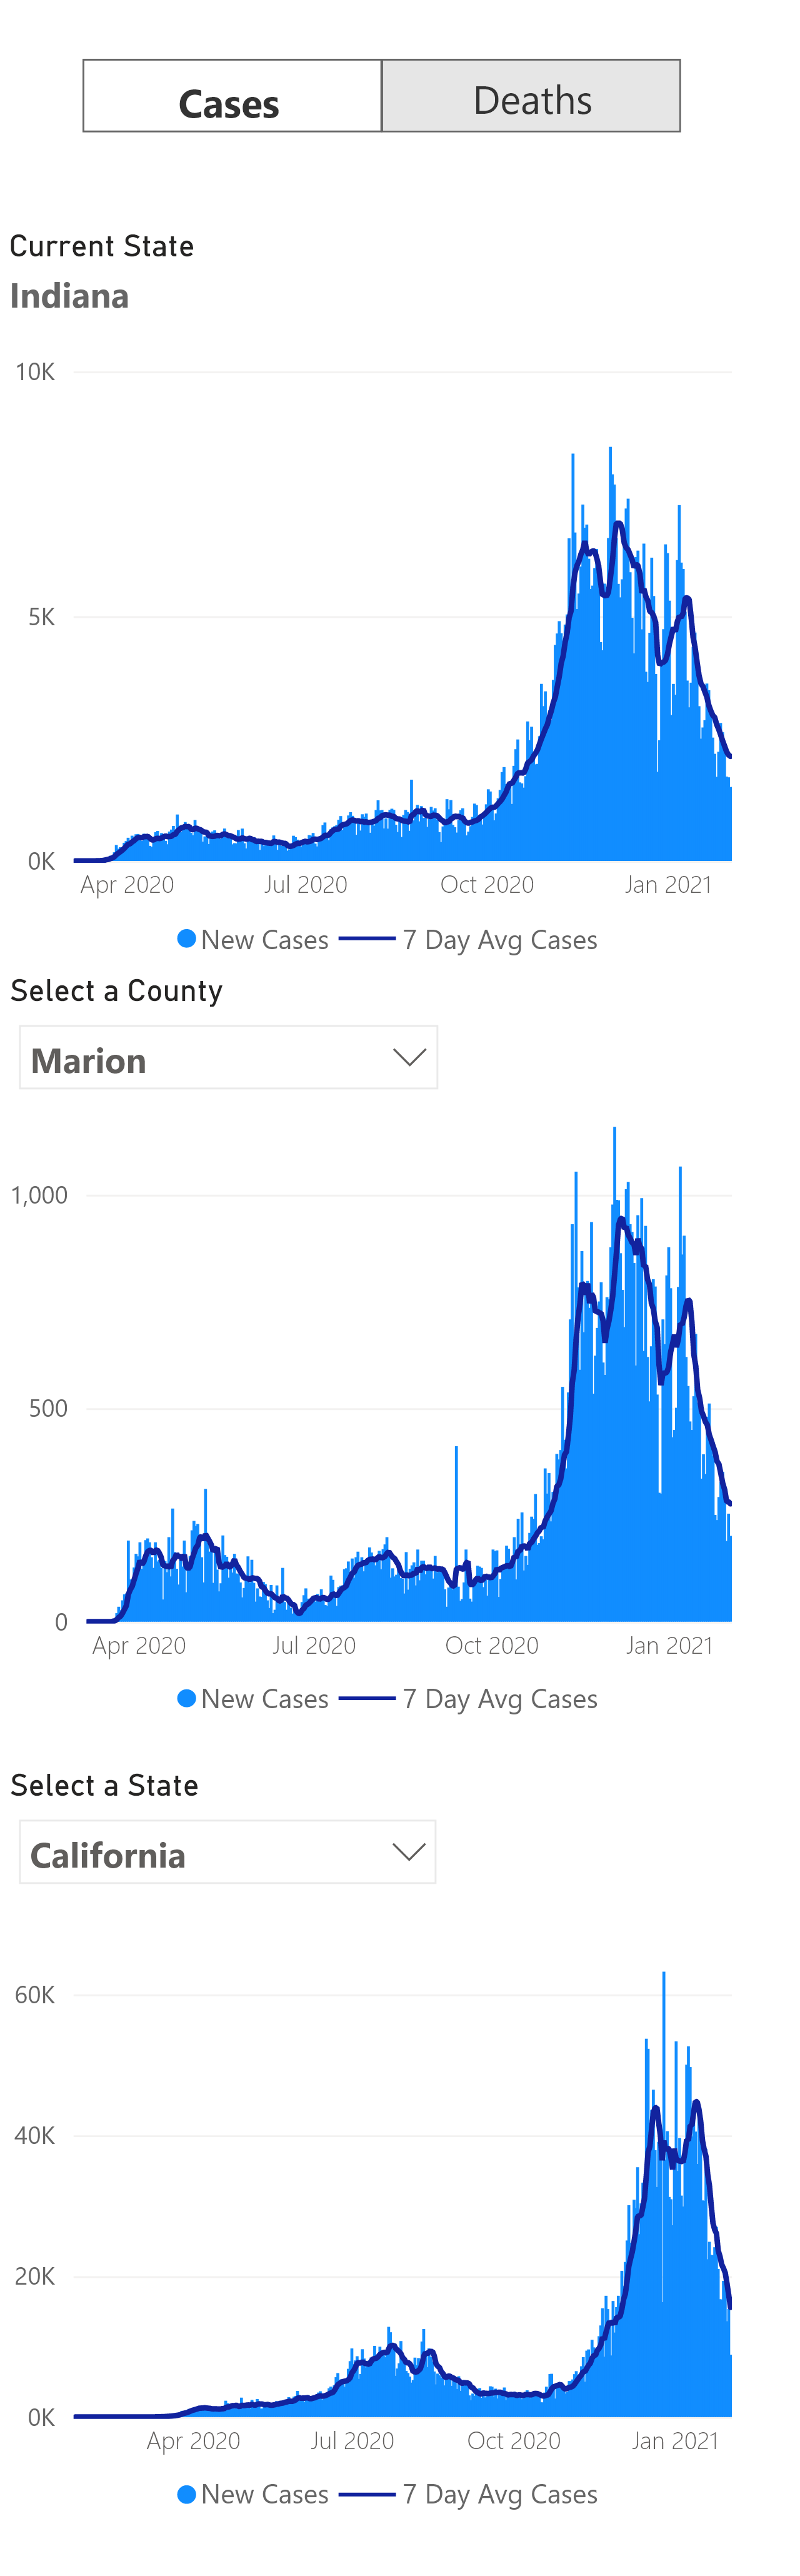 Cases Deaths
Current State
Indiana
10K
5K
0K
Apr 2020 Jul 2020 Oct 2020 Jan 2021
New Cases 7 Day Avg Cases
Select a County
Marion
1,000
500
0
Apr 2020 Jul 2020 Oct 2020 Jan 2021
New Cases 7 Day Avg Cases
Select a State
California
60K
40K
20K
0K
Apr 2020 Jul 2020 Oct 2020 Jan 2021
New Cases 7 Day Avg Cases